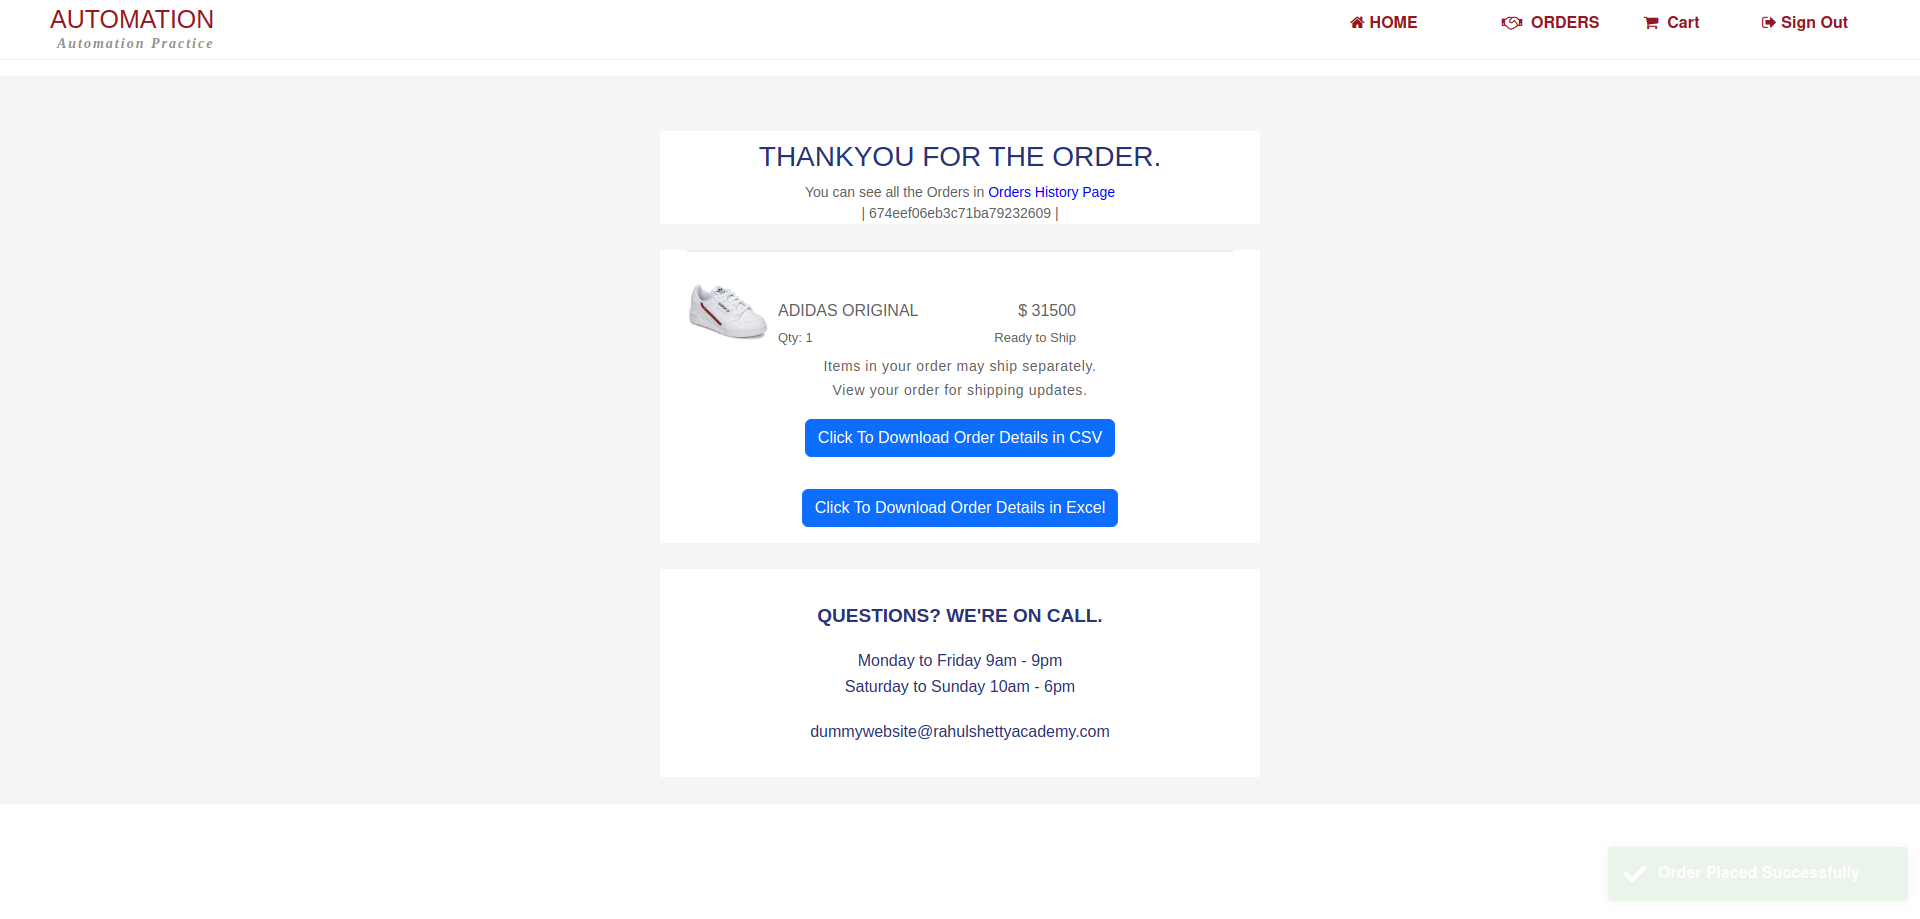 AUTOMATION
Automation Practice
HOME
ORDERS
Cart
Sign Out
THANKYOU FOR THE ORDER.
You can see all the Orders in Orders History Page
| 674eef06eb3c71ba79232609 |
ADIDAS ORIGINAL
$ 31500
Qty: 1
Ready to Ship
Items in your order may ship separately.
View your order for shipping updates.
Click To Download Order Details in CSV
Click To Download Order Details in Excel
QUESTIONS? WE'RE ON CALL.
Monday to Friday 9am - 9pm
Saturday to Sunday 10am - 6pm
dummywebsite@rahulshettyacademy.com
Order Placed Successfully